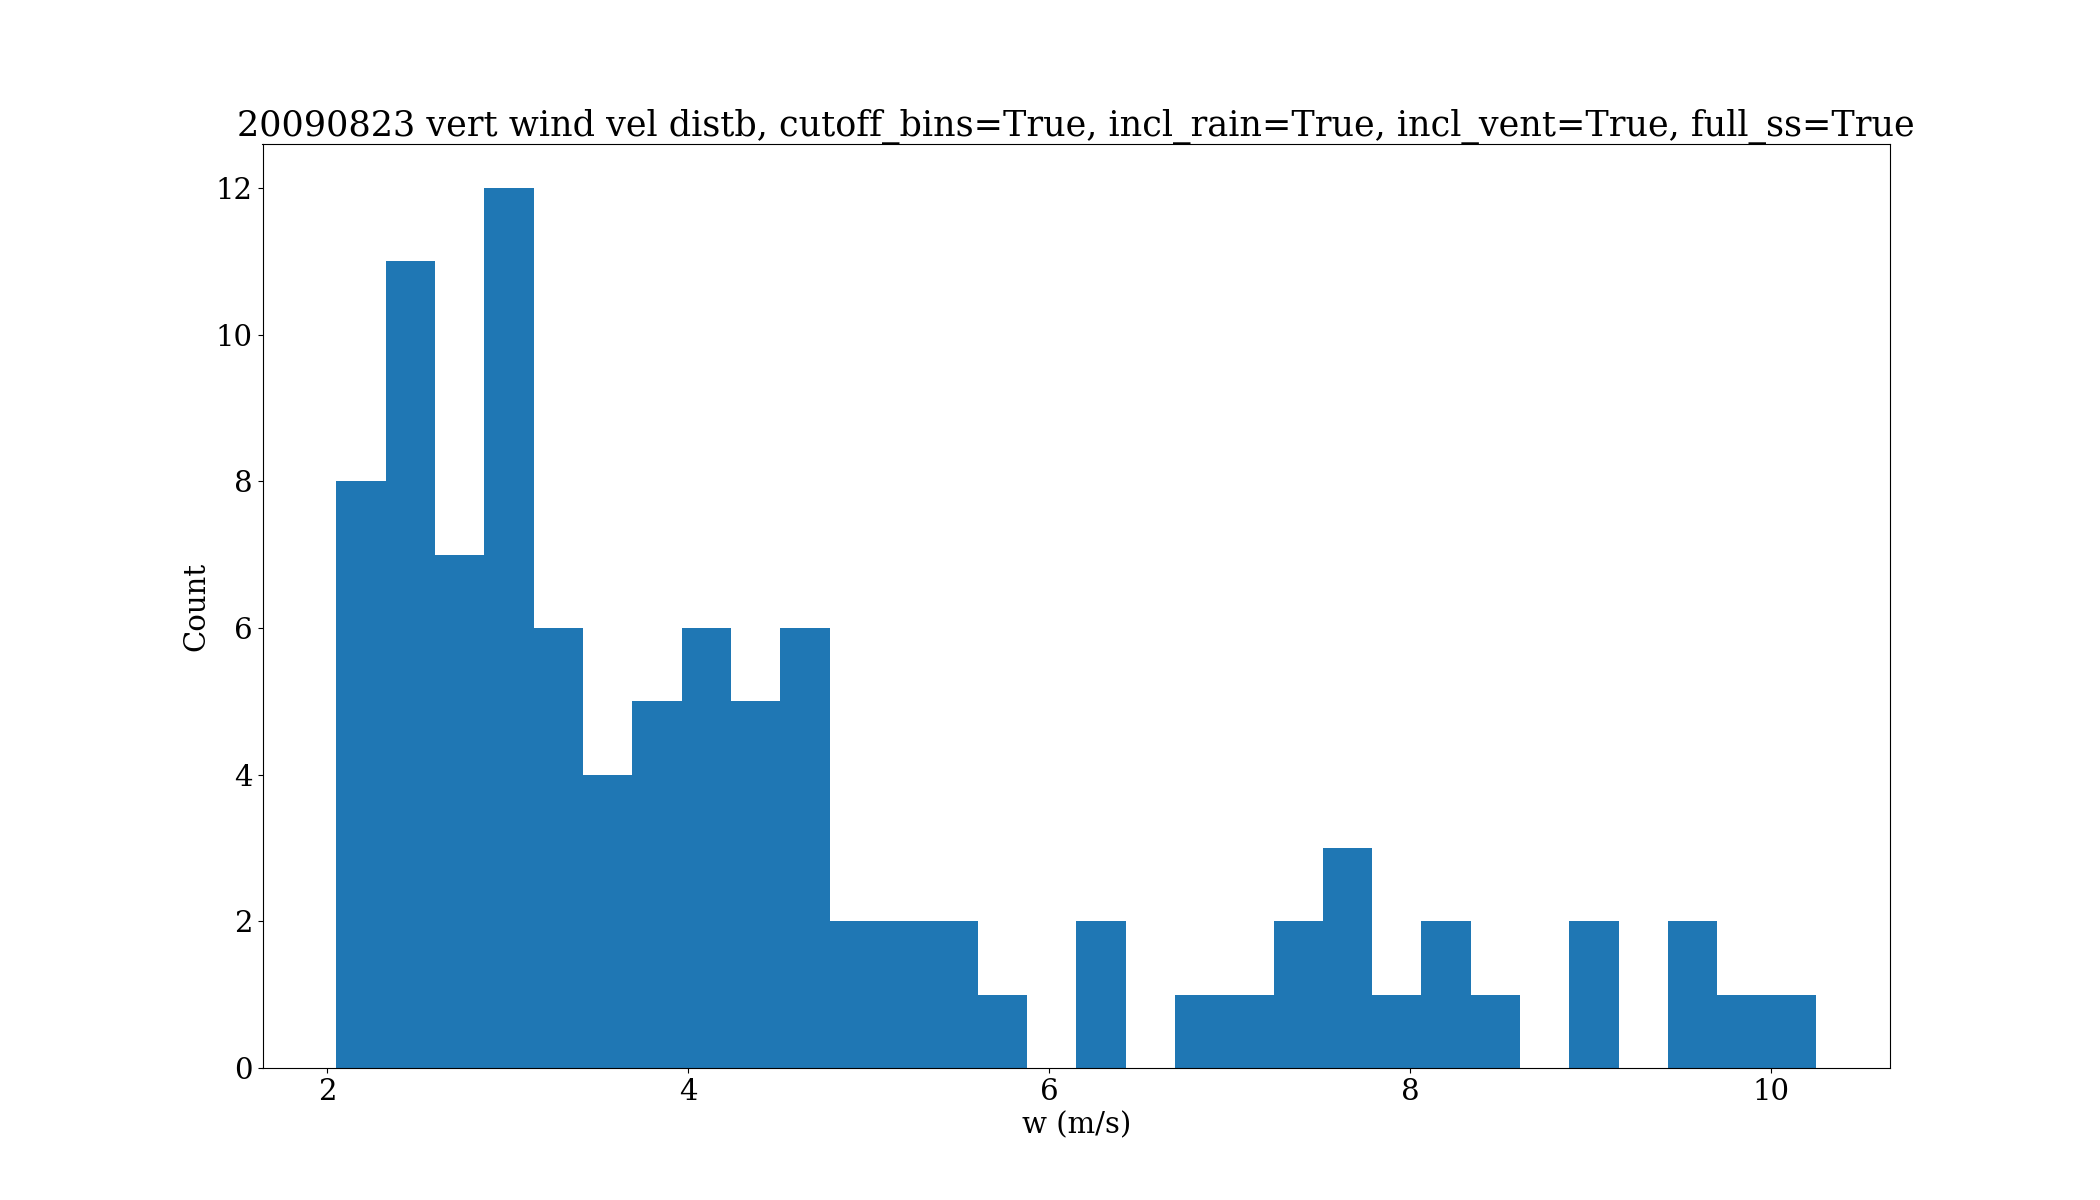 20090823 vert wind vel distb, cutoff_bins=True, incl_rain=True, incl_vent=True, full_ss=True
12
10
8
6
4
2
0
Count
2 4 6 8 10
w (m/s)